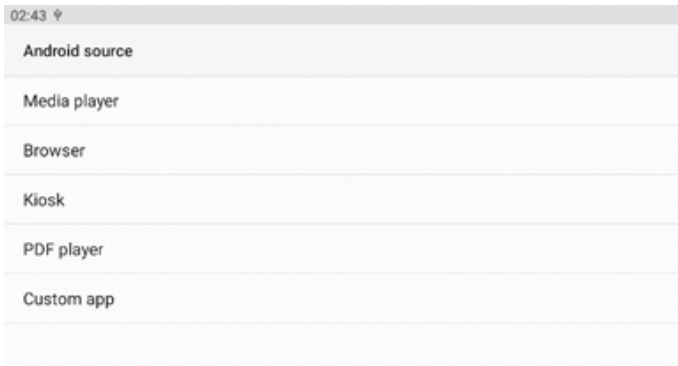 02:43
Android source
Media player
Browser
Kiosk
PDF player
Custom app